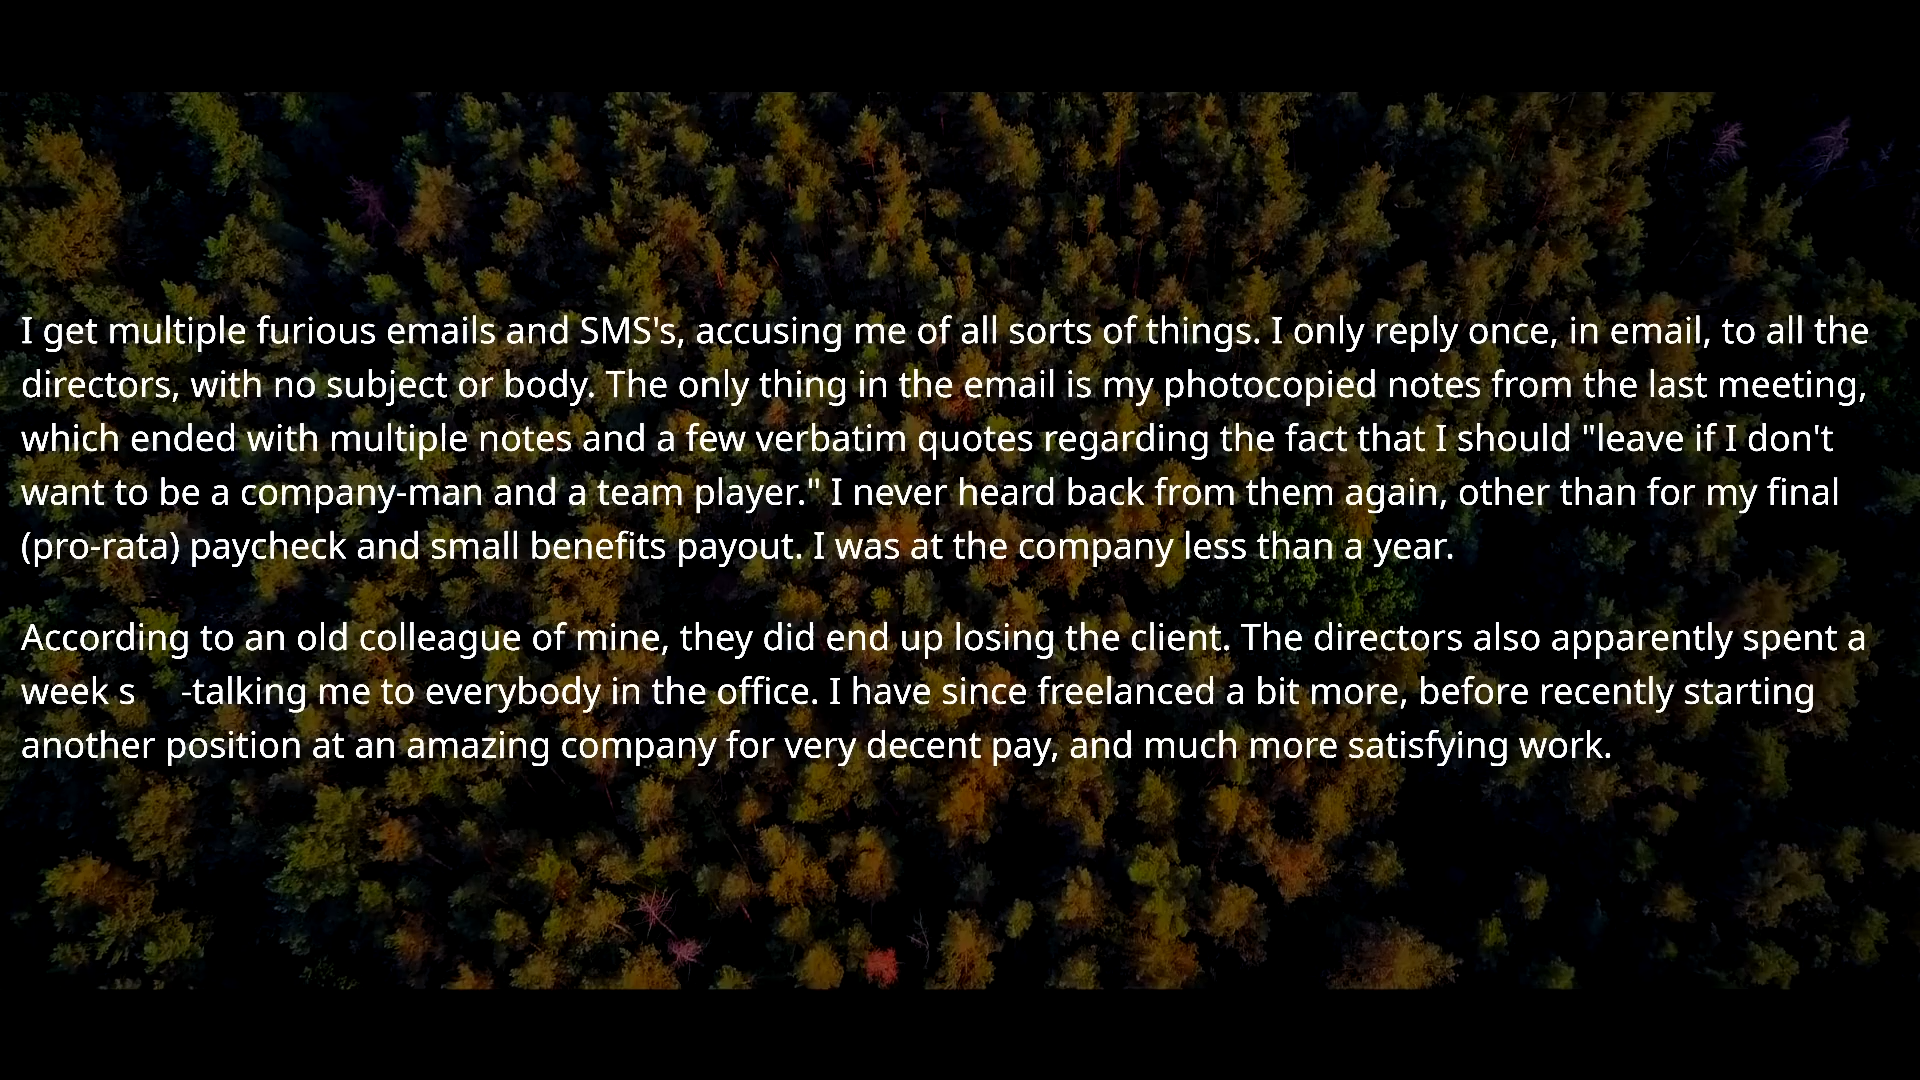 I get multiple furious emails and SMS's, accusing me of all sorts of things. I only reply once, in email, to all the
directors, with no subject or body. The only thing in the email is my photocopied notes from the last meeting,
which ended with multiple notes and a few verbatim quotes regarding the fact that I should "leave if I don't
want to be a company-man and a team player." I never heard back from them again, other than for my final
(pro-rata) paycheck and small benefits payout. I was at the company less than a year.
According to an old colleague of mine, they did end up losing the client. The directors also apparently spent a
week s -talking me to everybody in the office. I have since freelanced a bit more, before recently starting
another position at an amazing company for very decent pay, and much more satisfying work.